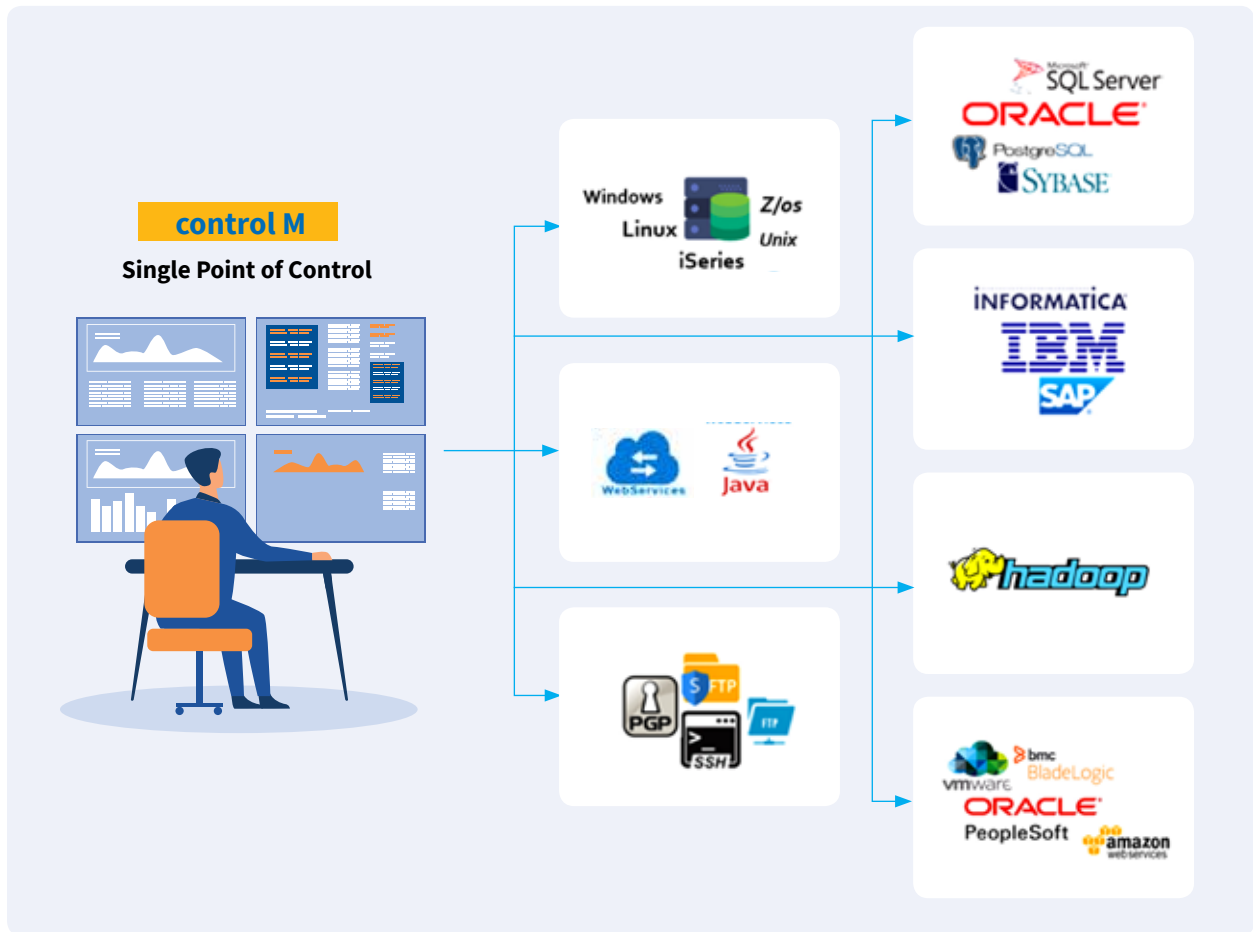 control M
Single Point of Control
Windows
Linux
iSeries
Z/os
Unix
WebServices
Java
PGP
S FTP
FTP
>_
SSH
Microsoft
SQL Server
ORACLE
PostgreSQL
SYBASE
INFORMATICA
IBM
SAP
hadoop
vmware
bmc
BladeLogic
ORACLE
PeopleSoft
amazon
webservices